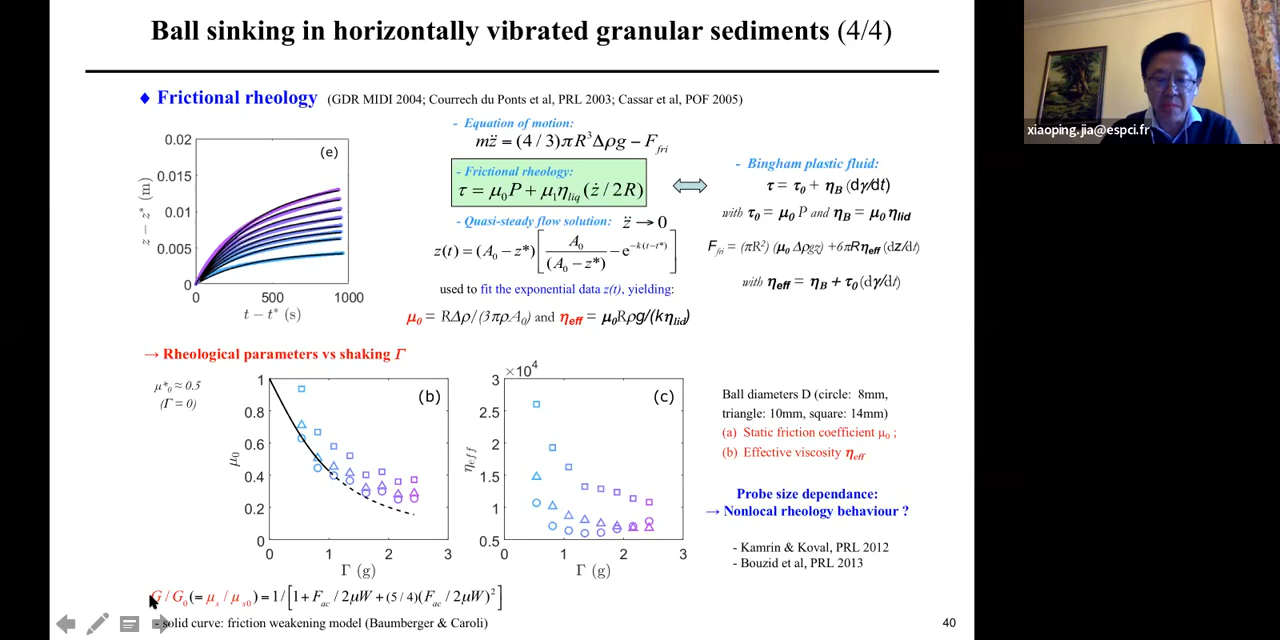 Ball sinking in horizontally vibrated granular sediments (4/4)
♦ Frictional rheology (GDR MIDI 2004; Courrech du Ponts et al, PRL 2003; Cassar et al, POF 2005)
0.02
0.015
0.01
0.005
0
(e)
z − z* (m)
0 500 1000
t − t* (s)
- Equation of motion:
mz̈ = (4 / 3)πR³Δρg − F_fri
- Frictional rheology:
τ = μ₀P + μ₁η_liq (ż / 2R)
- Quasi-steady flow solution: z̈ → 0
z(t) = (A₀ − z*) [ A₀ / (A₀ − z*) − e^{−k(t−t*)} ]
used to fit the exponential data z(t), yielding:
μ₀ = RΔρ/(3πρA₀) and η_eff = μ₀Rρg/(kη_lid)
- Bingham plastic fluid:
τ = τ₀ + η_B (dγ/dt)
with τ₀ = μ₀ P and η_B = μ₀ η_lid
F_fri = (πR²) (μ₀ Δρgz) +6πRη_eff (dz/dt)
with η_eff = η_B + τ₀ (dγ/dt)
→ Rheological parameters vs shaking Γ
μ*₀ ≈ 0.5
(Γ = 0)
1
0.8
0.6
0.4
0.2
0
(b)
μ₀
0 1 2 3
Γ (g)
×10⁴
3
2.5
2
1.5
1
0.5
(c)
η_eff
0 1 2 3
Γ (g)
Ball diameters D (circle: 8mm,
triangle: 10mm, square: 14mm)
(a) Static friction coefficient μ₀ ;
(b) Effective viscosity η_eff
Probe size dependance:
→ Nonlocal rheology behaviour ?
- Kamrin & Koval, PRL 2012
- Bouzid et al, PRL 2013
G / G₀ (= μ_s / μ_s0) = 1 / [1 + F_ac / 2μW + (5 / 4)(F_ac / 2μW)²]
- solid curve: friction weakening model (Baumberger & Caroli)
40
xiaoping.jia@espci.fr